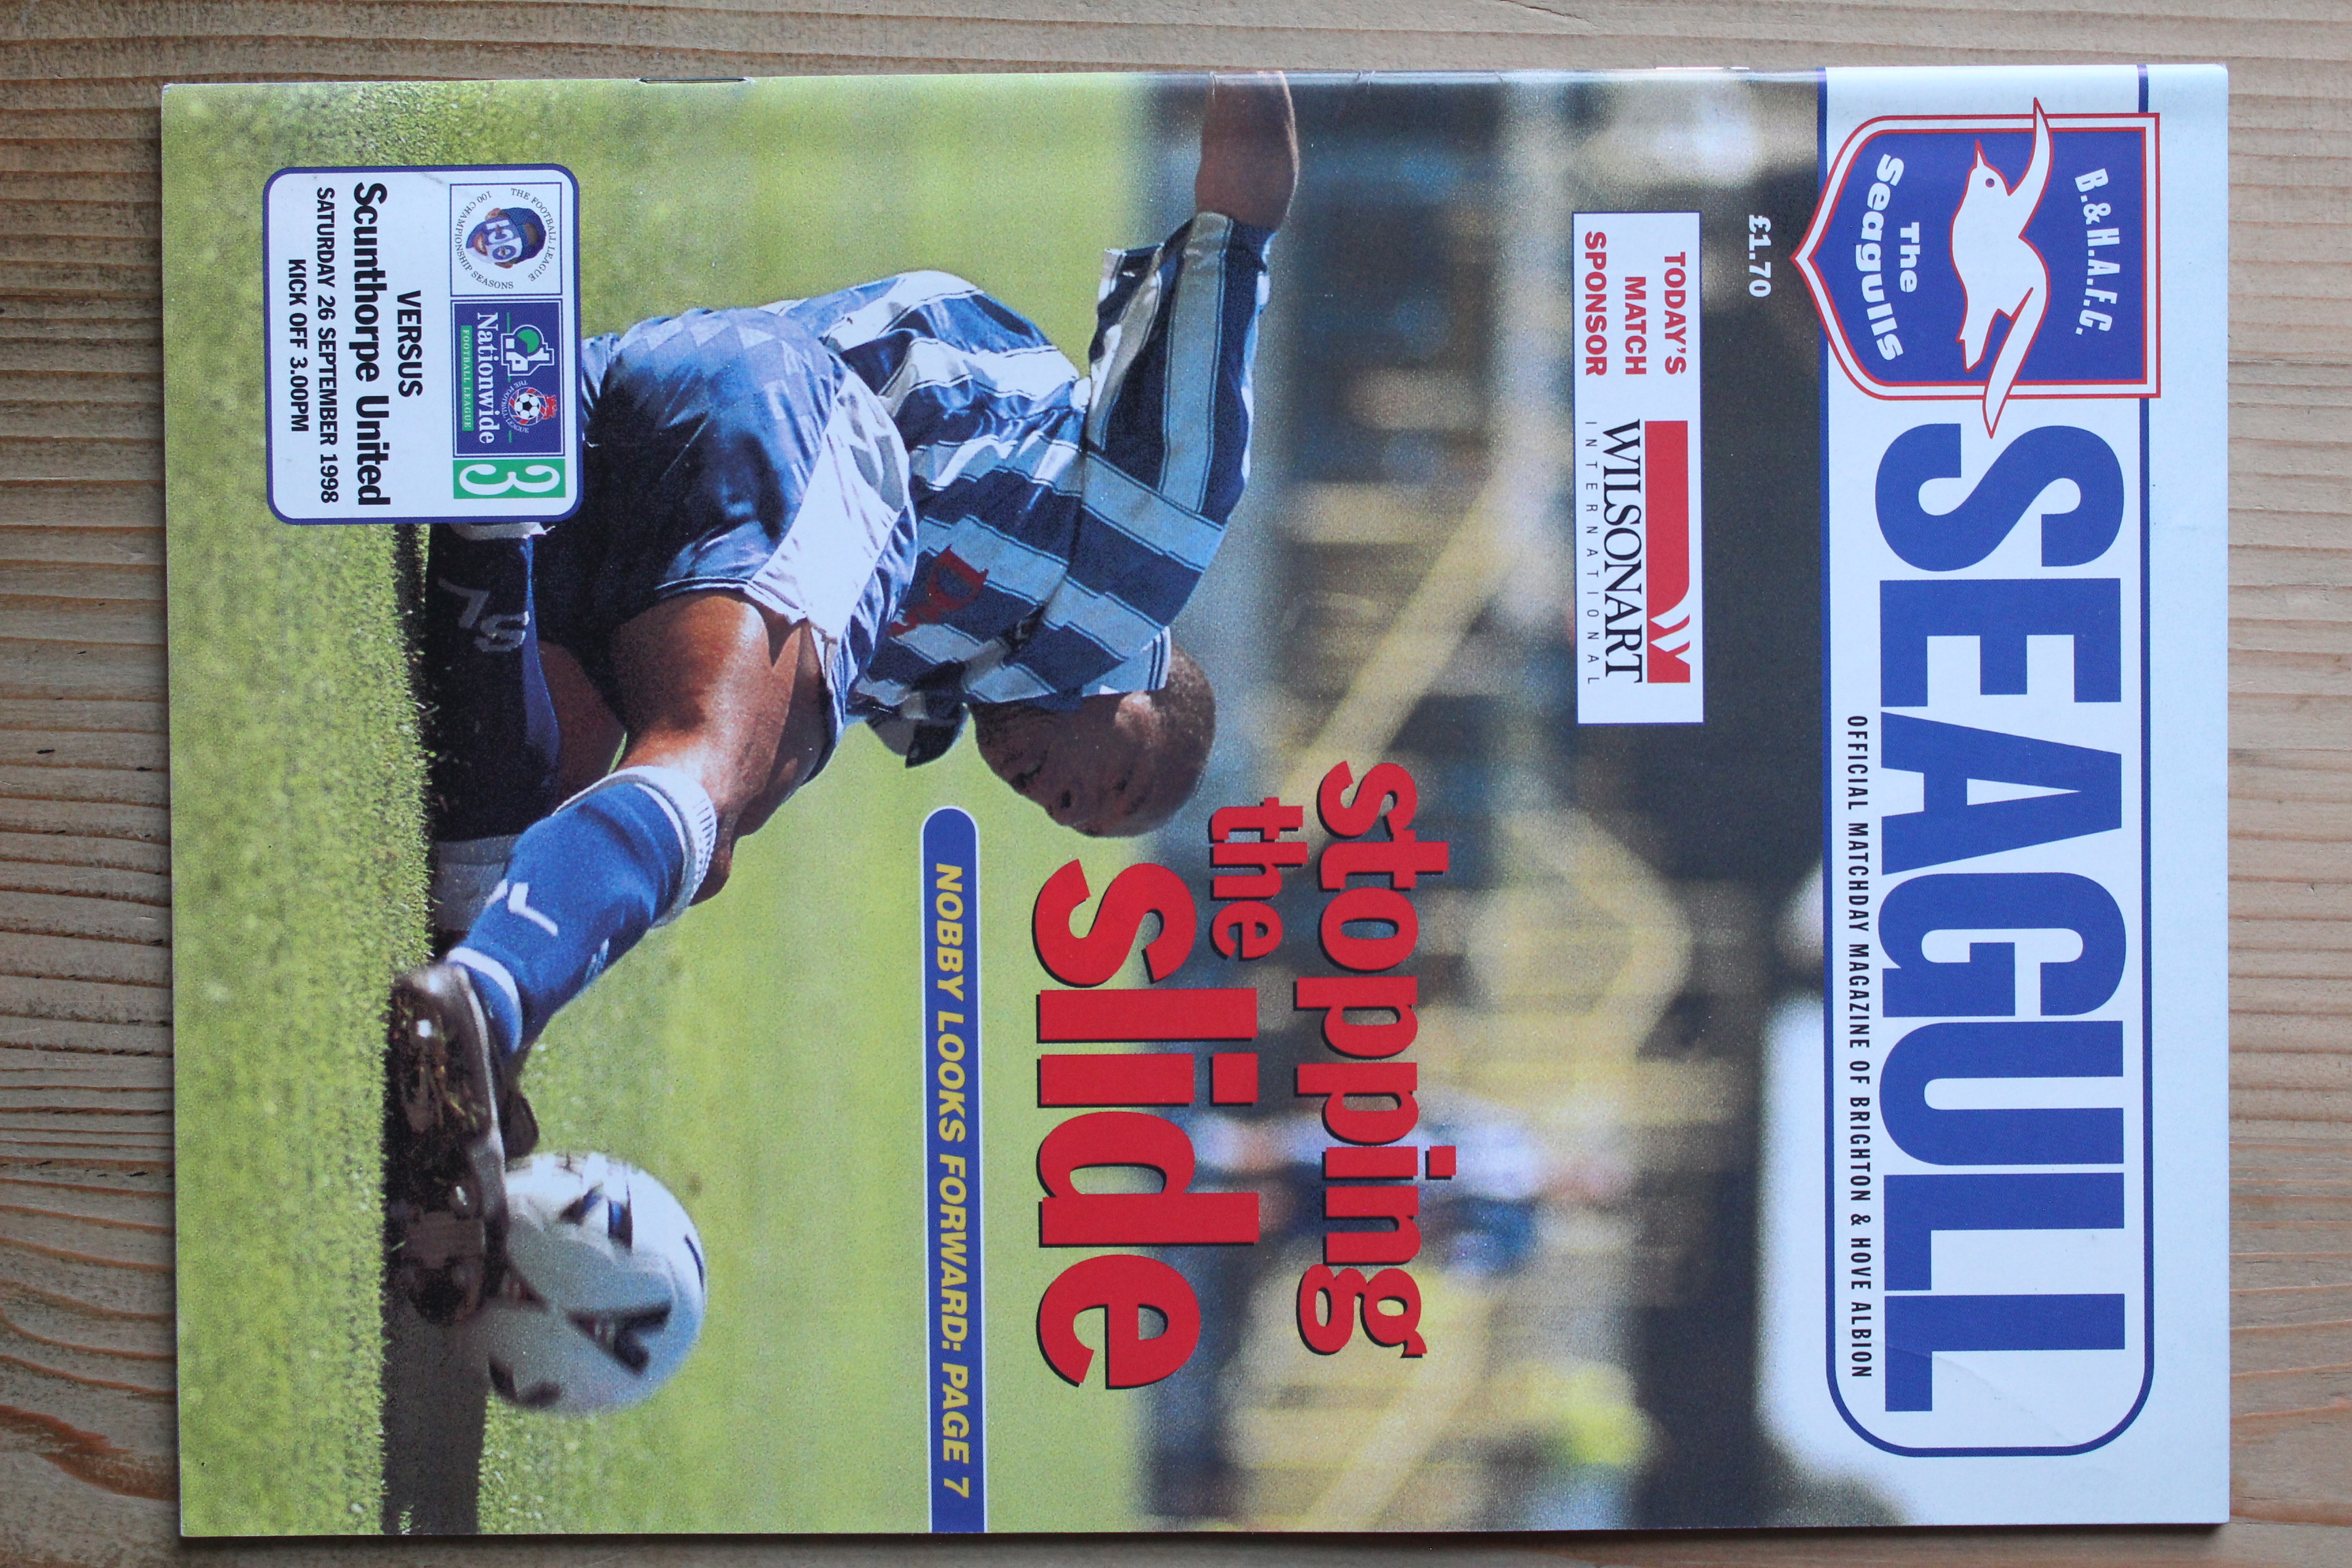 B.&H.A.F.C.
The
Seagulls
SEAGULL
OFFICIAL MATCHDAY MAGAZINE OF BRIGHTON & HOVE ALBION
£1.70
TODAY'S
MATCH
SPONSOR
WILSONART
INTERNATIONAL
stopping
the
Slide
NOBBY LOOKS FORWARD: PAGE 7
THE FOOTBALL LEAGUE
100 CHAMPIONSHIP SEASONS
Nationwide
FOOTBALL LEAGUE
3
VERSUS
Scunthorpe United
SATURDAY 26 SEPTEMBER 1998
KICK OFF 3.00PM